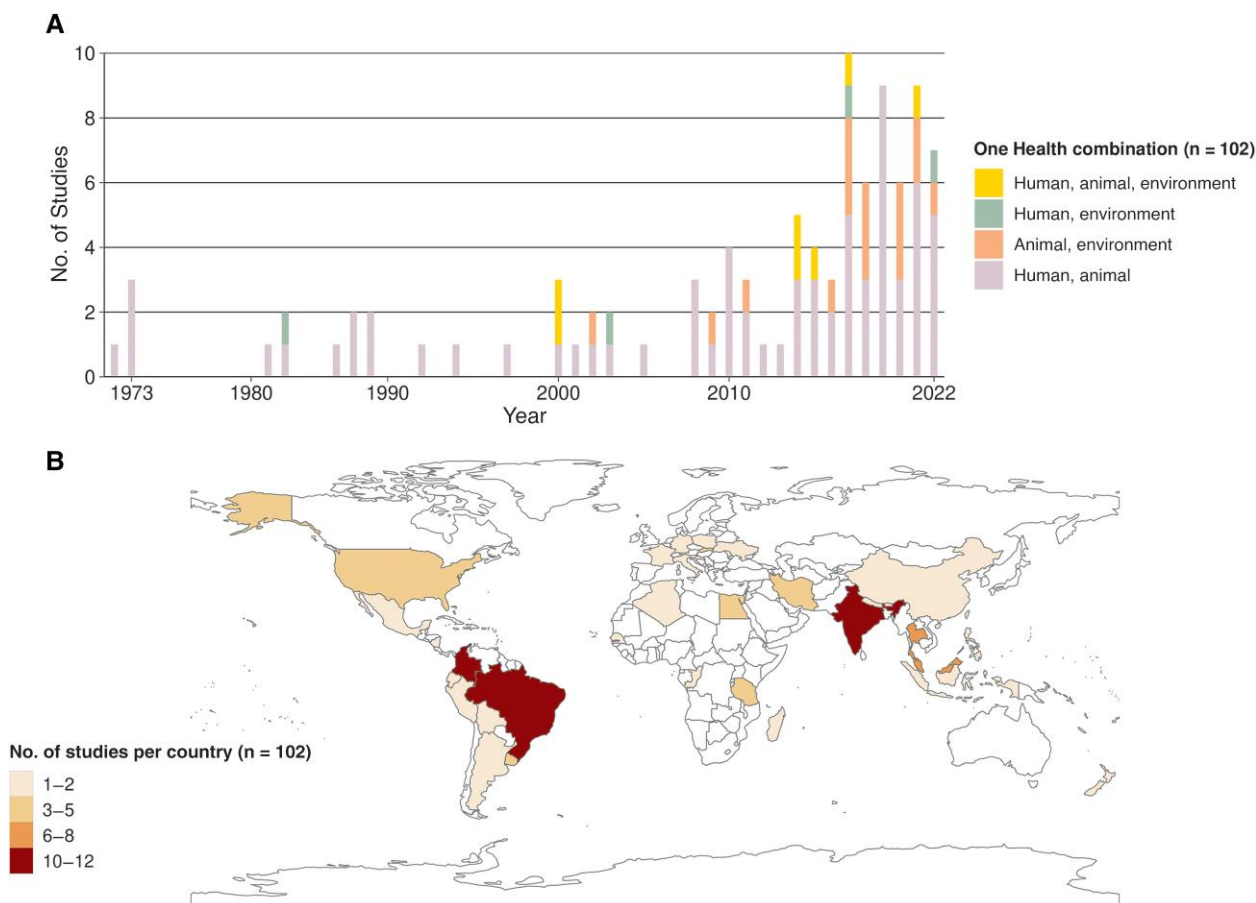 A
10
8
6
4
2
0
No. of Studies
1973 1980 1990 2000 2010 2022
Year
One Health combination (n = 102)
Human, animal, environment
Human, environment
Animal, environment
Human, animal
B
No. of studies per country (n = 102)
1–2
3–5
6–8
10–12